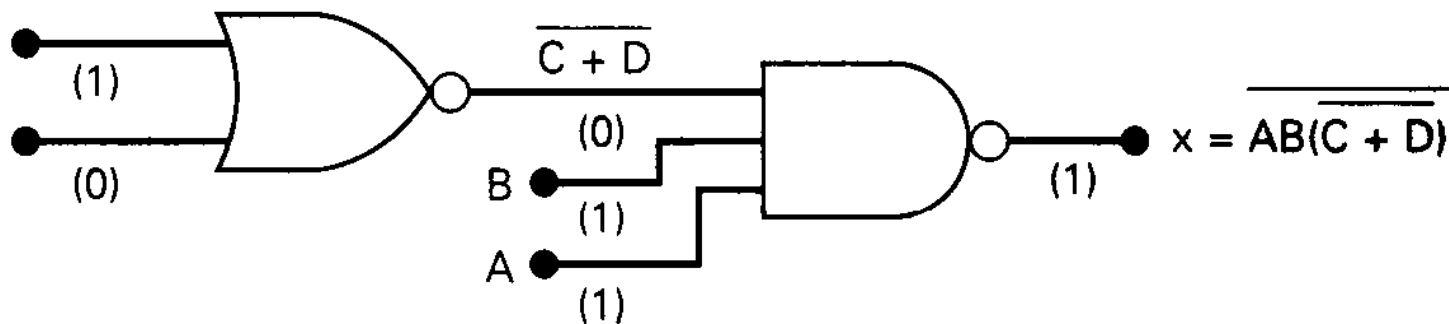 (1)
(0)
C + D
(0)
B
(1)
A
(1)
(1)
x = AB(C + D)